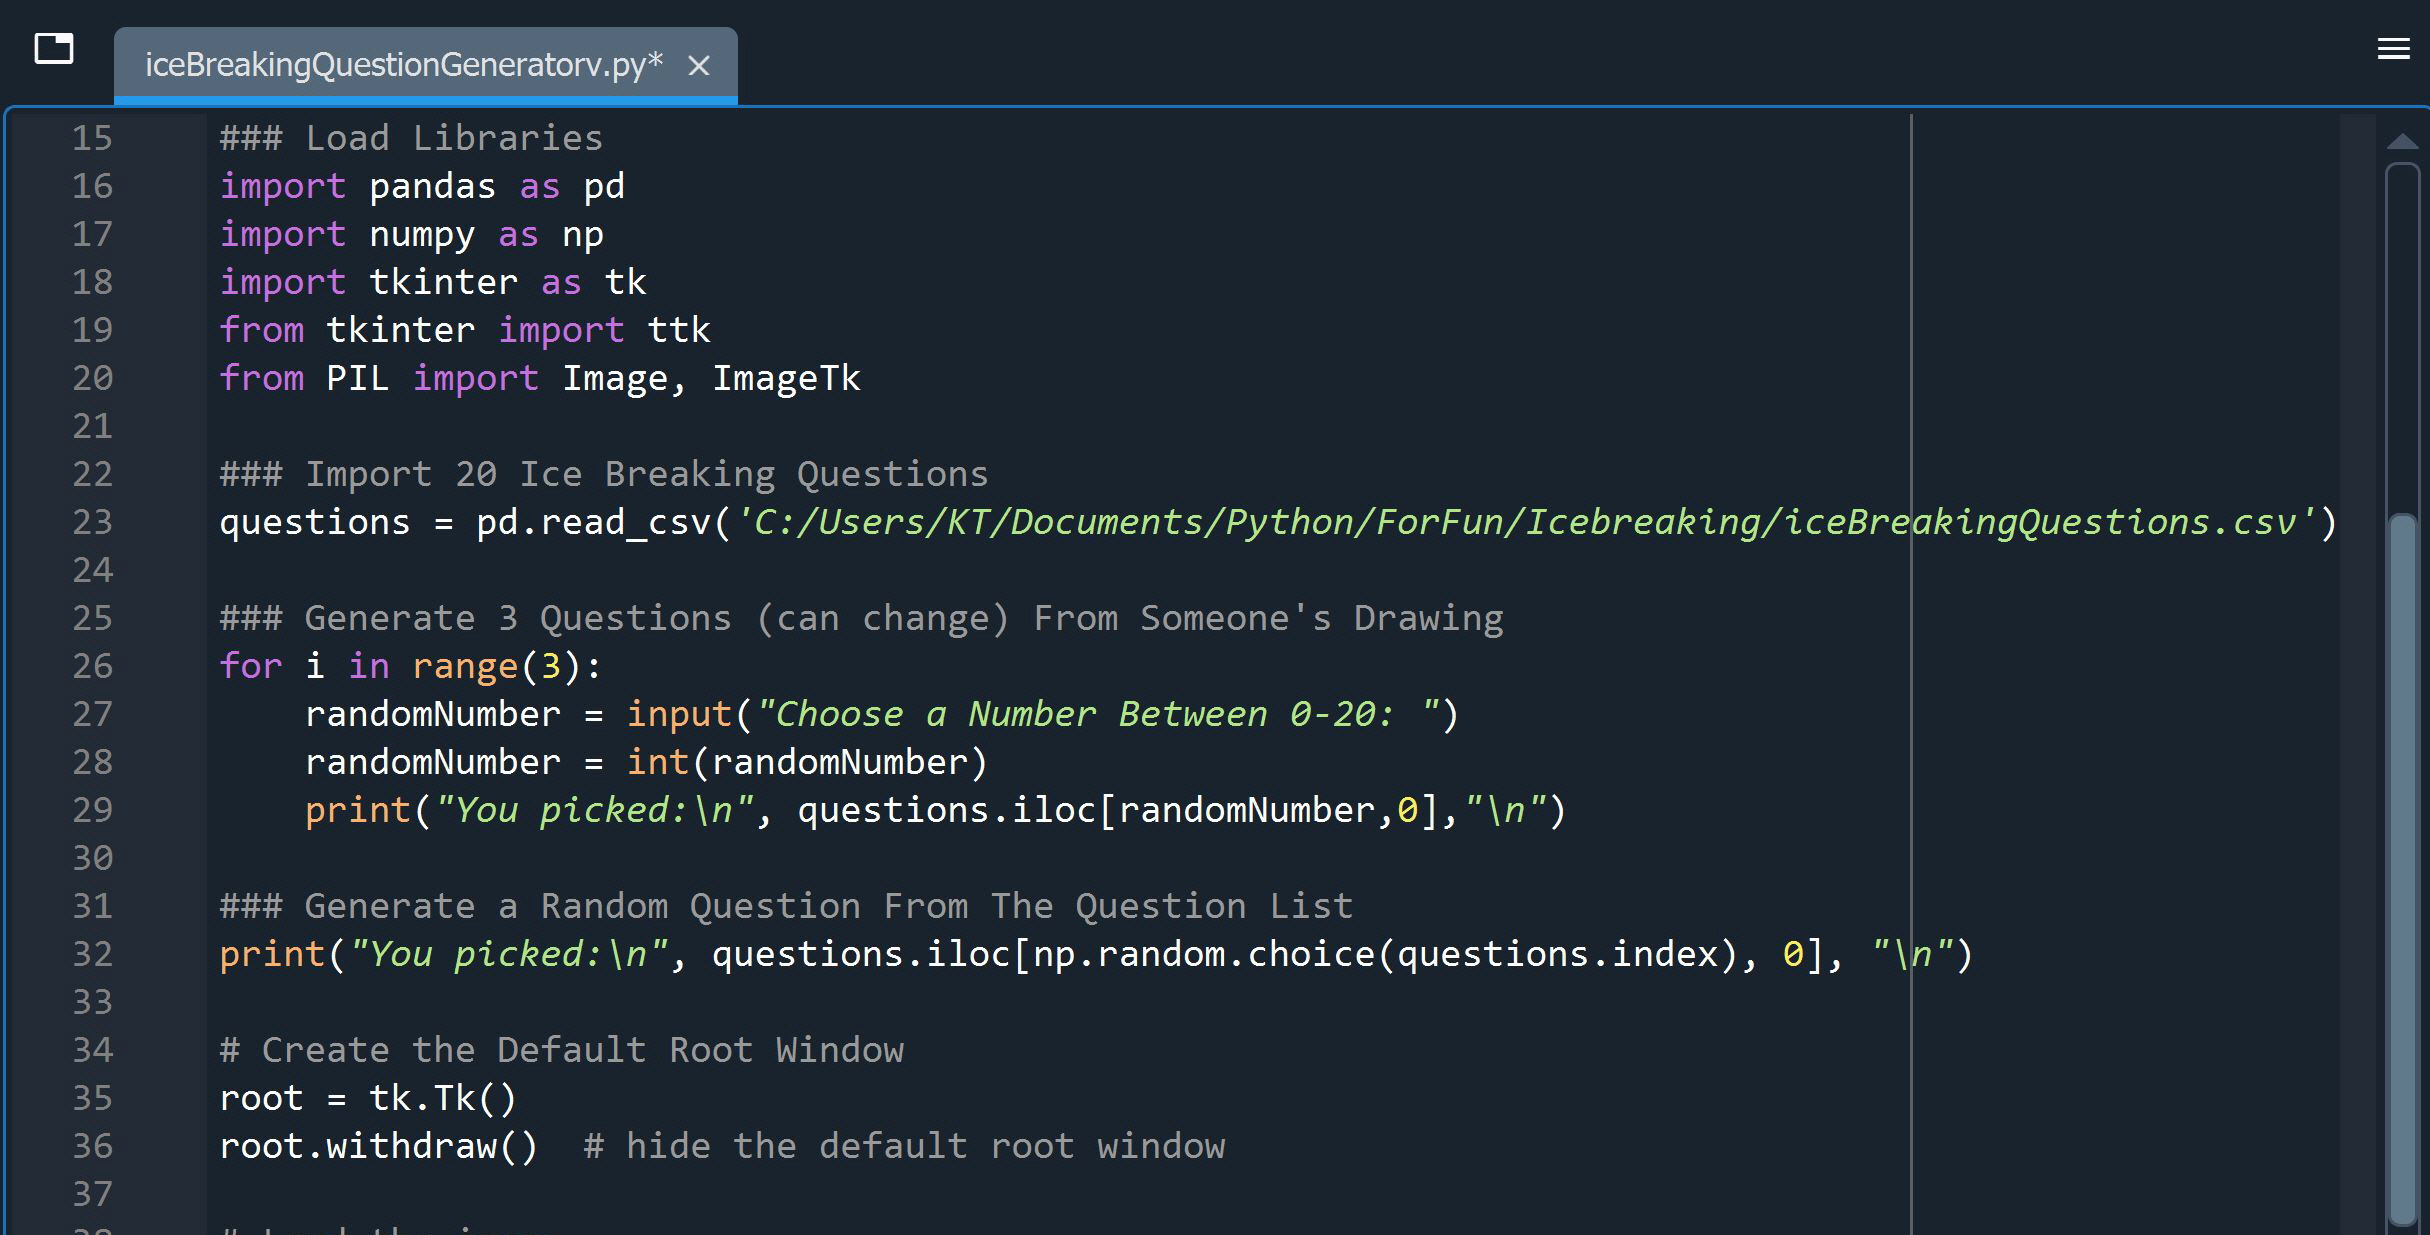 iceBreakingQuestionGeneratorv.py*
15 ### Load Libraries
16 import pandas as pd
17 import numpy as np
18 import tkinter as tk
19 from tkinter import ttk
20 from PIL import Image, ImageTk
21
22 ### Import 20 Ice Breaking Questions
23 questions = pd.read_csv('C:/Users/KT/Documents/Python/ForFun/Icebreaking/iceBreakingQuestions.csv')
24
25 ### Generate 3 Questions (can change) From Someone's Drawing
26 for i in range(3):
27     randomNumber = input("Choose a Number Between 0-20: ")
28     randomNumber = int(randomNumber)
29     print("You picked:\n", questions.iloc[randomNumber,0],"\n")
30
31 ### Generate a Random Question From The Question List
32 print("You picked:\n", questions.iloc[np.random.choice(questions.index), 0], "\n")
33
34 # Create the Default Root Window
35 root = tk.Tk()
36 root.withdraw()  # hide the default root window
37